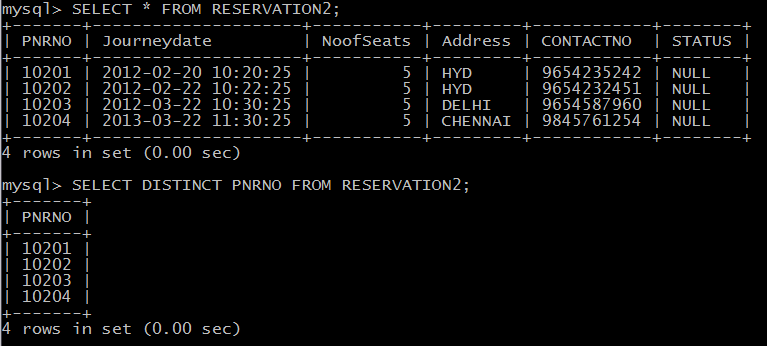 mysql> SELECT * FROM RESERVATION2;
+-------+---------------------+-----------+---------+------------+--------+
| PNRNO | Journeydate         | NoofSeats | Address | CONTACTNO  | STATUS |
+-------+---------------------+-----------+---------+------------+--------+
| 10201 | 2012-02-20 10:20:25 |         5 | HYD     | 9654235242 | NULL   |
| 10202 | 2012-02-22 10:22:25 |         5 | HYD     | 9654232451 | NULL   |
| 10203 | 2012-03-22 10:30:25 |         5 | DELHI   | 9654587960 | NULL   |
| 10204 | 2013-03-22 11:30:25 |         5 | CHENNAI | 9845761254 | NULL   |
+-------+---------------------+-----------+---------+------------+--------+
4 rows in set (0.00 sec)
mysql> SELECT DISTINCT PNRNO FROM RESERVATION2;
+-------+
| PNRNO |
+-------+
| 10201 |
| 10202 |
| 10203 |
| 10204 |
+-------+
4 rows in set (0.00 sec)